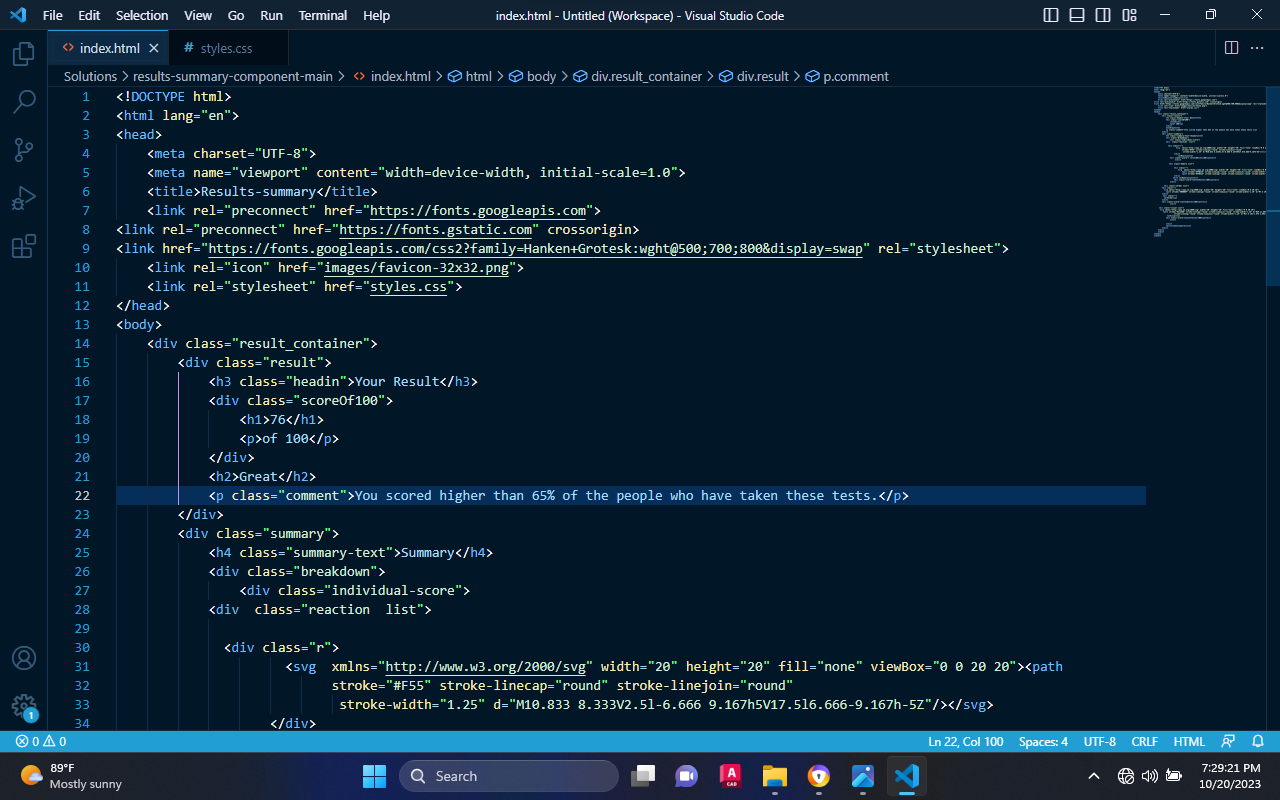 File Edit Selection View Go Run Terminal Help index.html - Untitled (Workspace) - Visual Studio Code
<> index.html × # styles.css
Solutions > results-summary-component-main > <> index.html > html > body > div.result_container > div.result > p.comment
1 <!DOCTYPE html>
2 <html lang="en">
3 <head>
4     <meta charset="UTF-8">
5     <meta name="viewport" content="width=device-width, initial-scale=1.0">
6     <title>Results-summary</title>
7     <link rel="preconnect" href="https://fonts.googleapis.com">
8 <link rel="preconnect" href="https://fonts.gstatic.com" crossorigin>
9 <link href="https://fonts.googleapis.com/css2?family=Hanken+Grotesk:wght@500;700;800&display=swap" rel="stylesheet">
10     <link rel="icon" href="images/favicon-32x32.png">
11     <link rel="stylesheet" href="styles.css">
12 </head>
13 <body>
14     <div class="result_container">
15         <div class="result">
16             <h3 class="headin">Your Result</h3>
17             <div class="scoreOf100">
18                 <h1>76</h1>
19                 <p>of 100</p>
20             </div>
21             <h2>Great</h2>
22             <p class="comment">You scored higher than 65% of the people who have taken these tests.</p>
23         </div>
24         <div class="summary">
25             <h4 class="summary-text">Summary</h4>
26             <div class="breakdown">
27                 <div class="individual-score">
28             <div  class="reaction  list">
29
30               <div class="r">
31                       <svg  xmlns="http://www.w3.org/2000/svg" width="20" height="20" fill="none" viewBox="0 0 20 20"><path
32                             stroke="#F55" stroke-linecap="round" stroke-linejoin="round"
33                              stroke-width="1.25" d="M10.833 8.333V2.5l-6.666 9.167h5V17.5l6.666-9.167h-5Z"/></svg>
34                     </div>
1
0 0 Ln 22, Col 100 Spaces: 4 UTF-8 CRLF HTML
89°F
Mostly sunny
Search
A
CAD
7:29:21 PM
10/20/2023